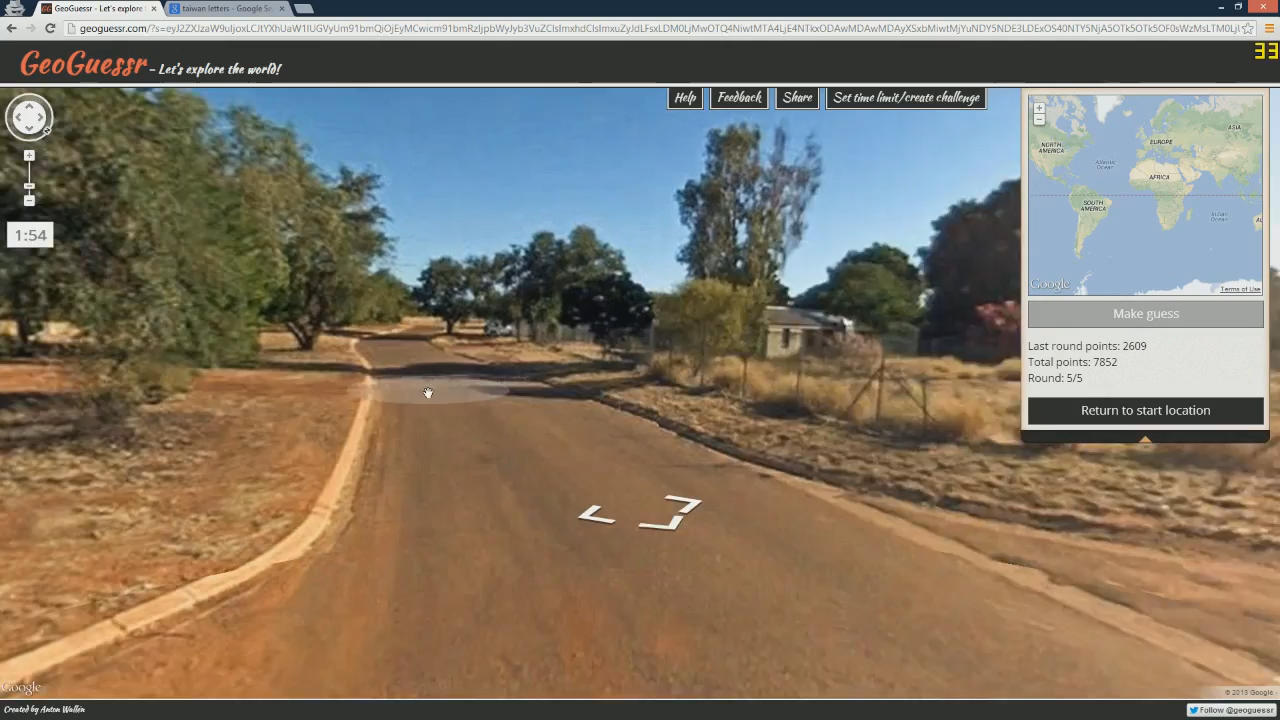 GeoGuessr - Let's explore
taiwan letters - Google Se
geoguessr.com/?s=
33
GeoGuessr - Let's explore the world!
Help
Feedback
Share
Set time limit/create challenge
1:54
NORTH AMERICA
Atlantic Ocean
EUROPE
ASIA
AFRICA
SOUTH AMERICA
Indian Ocean
AU
Google
Terms of Use
Make guess
Last round points: 2609
Total points: 7852
Round: 5/5
Return to start location
Google
© 2013 Google
Created by Anton Wallén
Follow @geoguessr